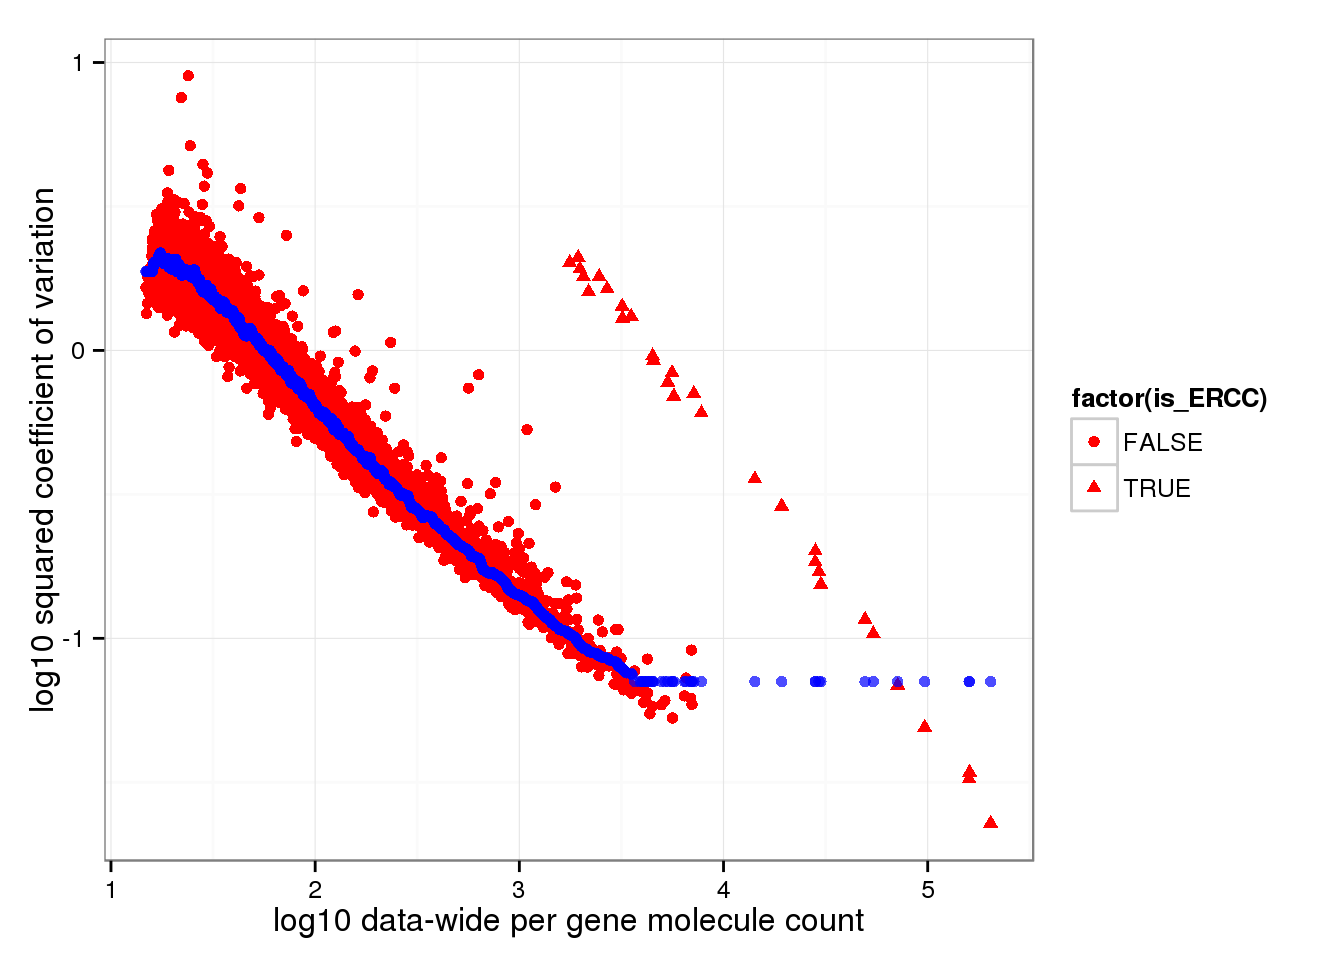 1
0
-1
1
2
3
4
5
log10 data-wide per gene molecule count
log10 squared coefficient of variation
factor(is_ERCC)
FALSE
TRUE